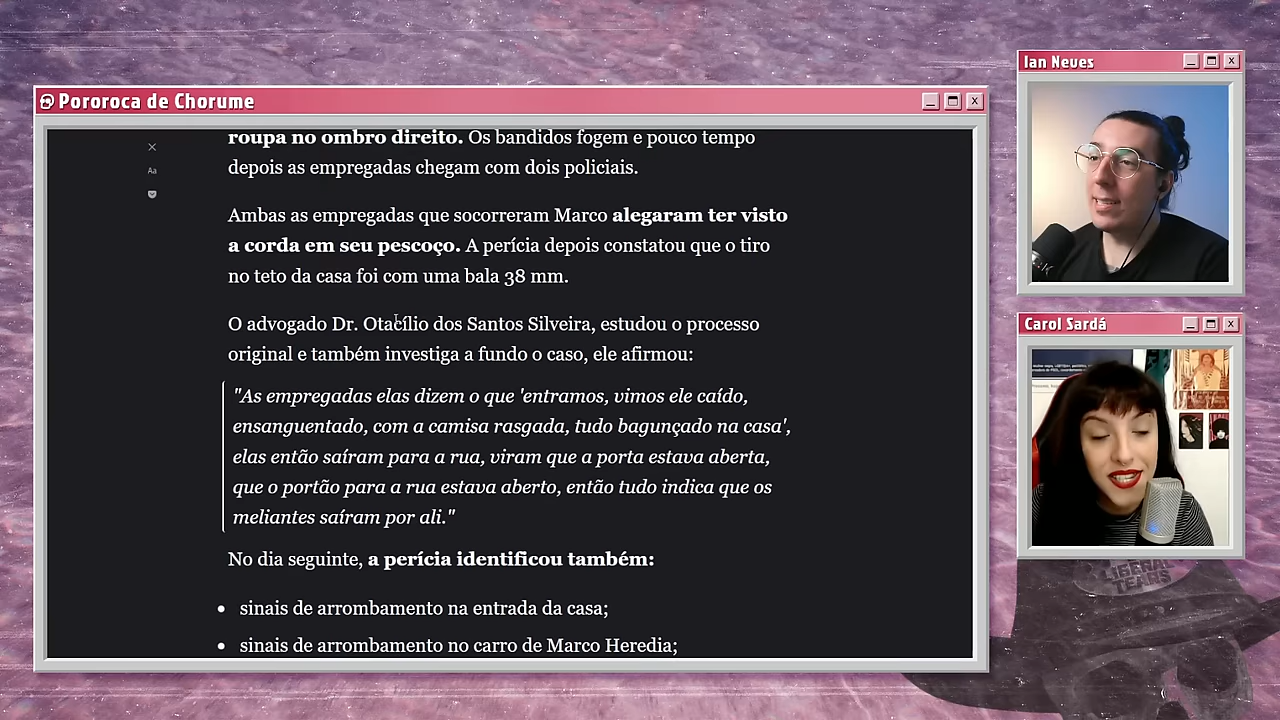 Pororoca de Chorume
roupa no ombro direito. Os bandidos fogem e pouco tempo
depois as empregadas chegam com dois policiais.
Ambas as empregadas que socorreram Marco alegaram ter visto
a corda em seu pescoço. A perícia depois constatou que o tiro
no teto da casa foi com uma bala 38 mm.
O advogado Dr. Otacílio dos Santos Silveira, estudou o processo
original e também investiga a fundo o caso, ele afirmou:
"As empregadas elas dizem o que 'entramos, vimos ele caído,
ensanguentado, com a camisa rasgada, tudo bagunçado na casa',
elas então saíram para a rua, viram que a porta estava aberta,
que o portão para a rua estava aberto, então tudo indica que os
meliantes saíram por ali."
No dia seguinte, a perícia identificou também:
• sinais de arrombamento na entrada da casa;
• sinais de arrombamento no carro de Marco Heredia;
Aa
Ian Neves
Carol Sardá
LIBERAL
TEARS